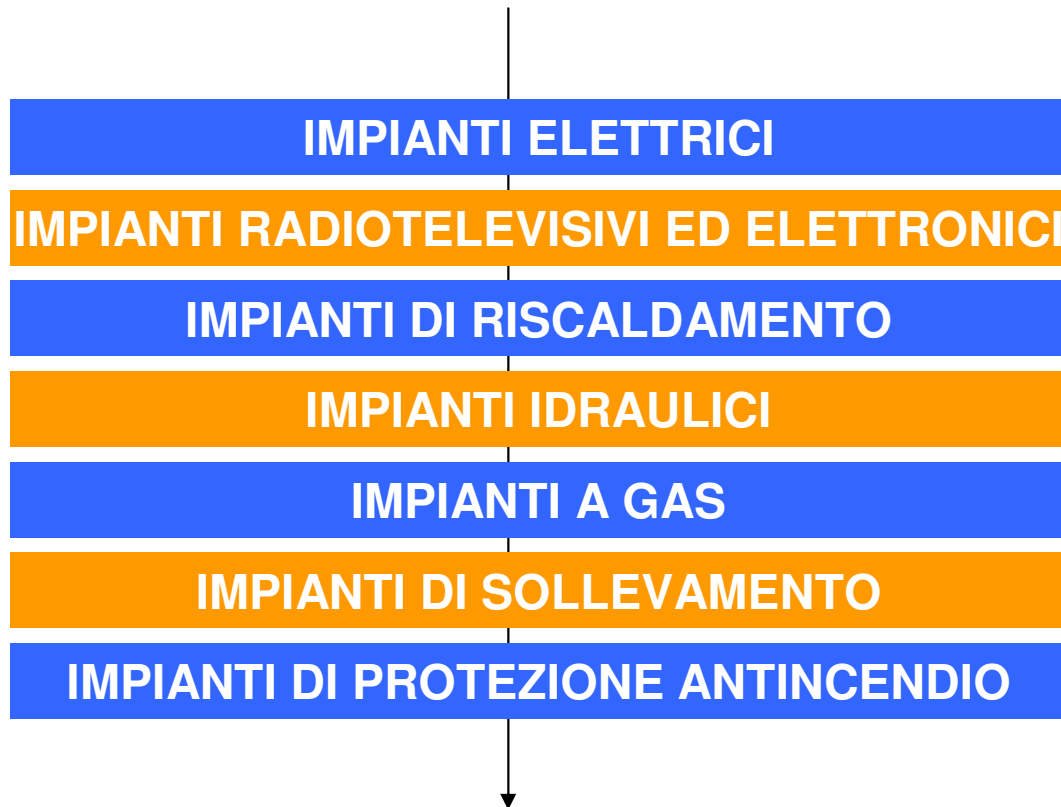 IMPIANTI ELETTRICI
IMPIANTI RADIOTELEVISIVI ED ELETTRONICI
IMPIANTI DI RISCALDAMENTO
IMPIANTI IDRAULICI
IMPIANTI A GAS
IMPIANTI DI SOLLEVAMENTO
IMPIANTI DI PROTEZIONE ANTINCENDIO